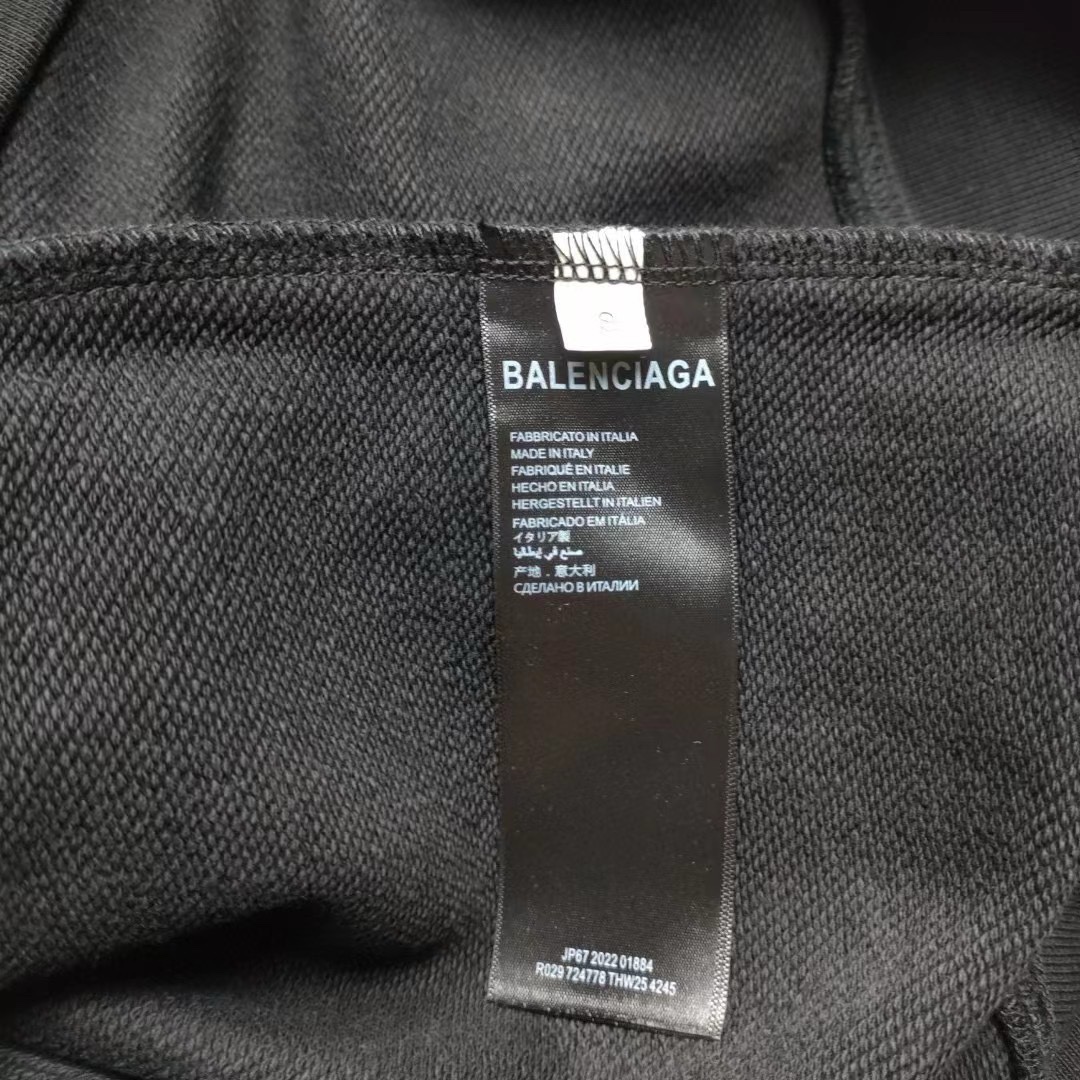 S
BALENCIAGA
FABBRICATO IN ITALIA
MADE IN ITALY
FABRIQUÉ EN ITALIE
HECHO EN ITALIA
HERGESTELLT IN ITALIEN
FABRICADO EM ITÁLIA
イタリア製
صنع في إيطاليا
产地．意大利
СДЕЛАНО В ИТАЛИИ
JP67 2022 01884
R029 724778 THW25 4245